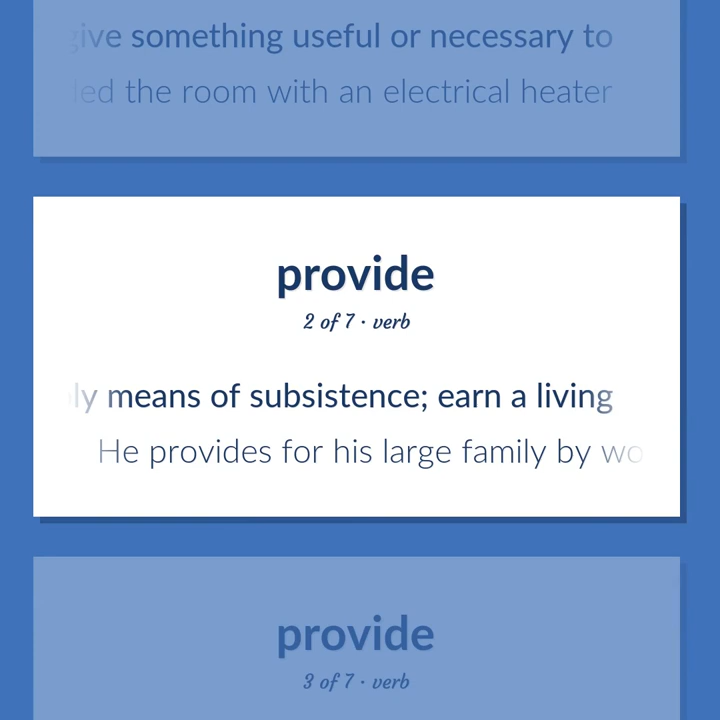 give something useful or necessary to
the room with an electrical heater
provide
2 of 7 · verb
means of subsistence; earn a living
He provides for his large family by
provide
3 of 7 · verb